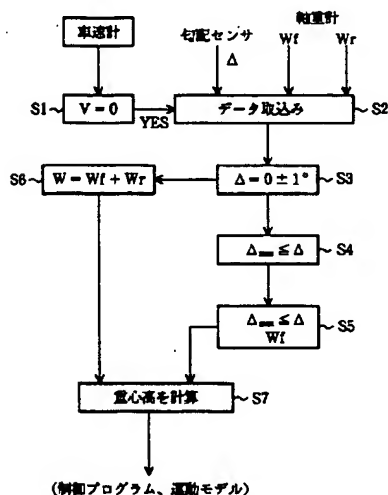 車速計
勾配センサ
Δ
軸重計
Wf Wr
S1 V = 0
YES
データ取込み S2
S6 W = Wf + Wr
Δ = 0 ± 1° S3
≦ Δ S4
≦ Δ
Wf S5
重心高を計算 S7
(制御プログラム、運動モデル)